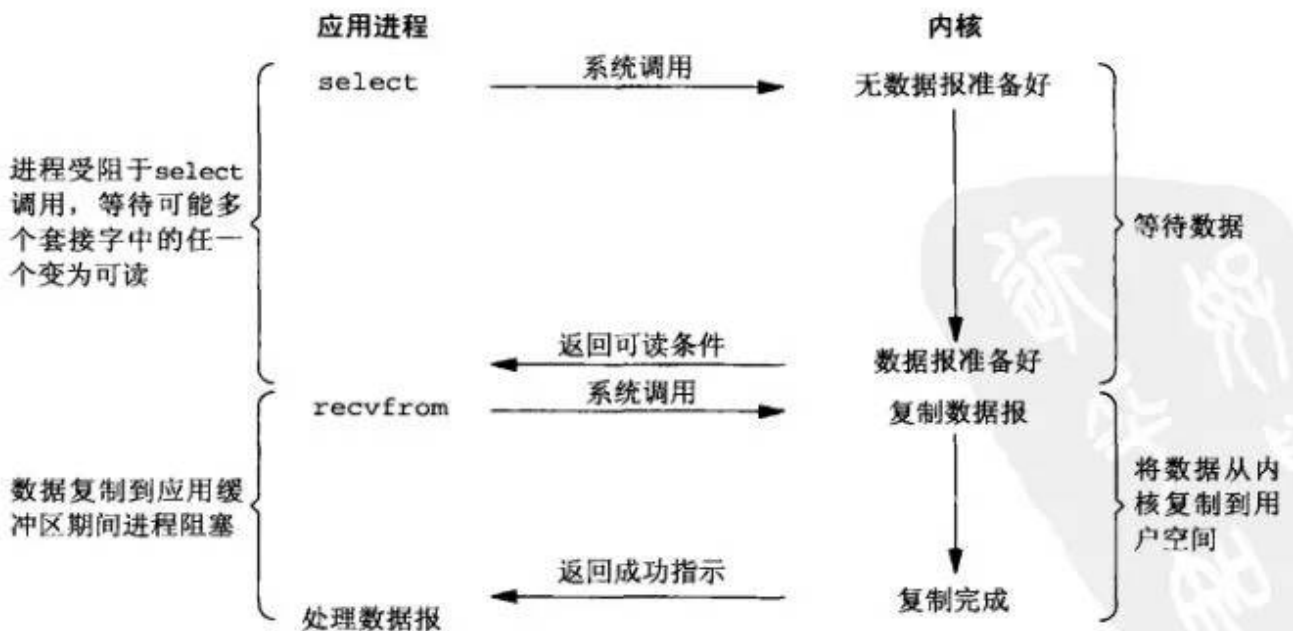 应用进程
内核
select
系统调用
无数据报准备好
进程受阻于select
调用，等待可能多
个套接字中的任一
个变为可读
等待数据
返回可读条件
数据报准备好
recvfrom
系统调用
复制数据报
数据复制到应用缓
冲区期间进程阻塞
将数据从内
核复制到用
户空间
返回成功指示
复制完成
处理数据报